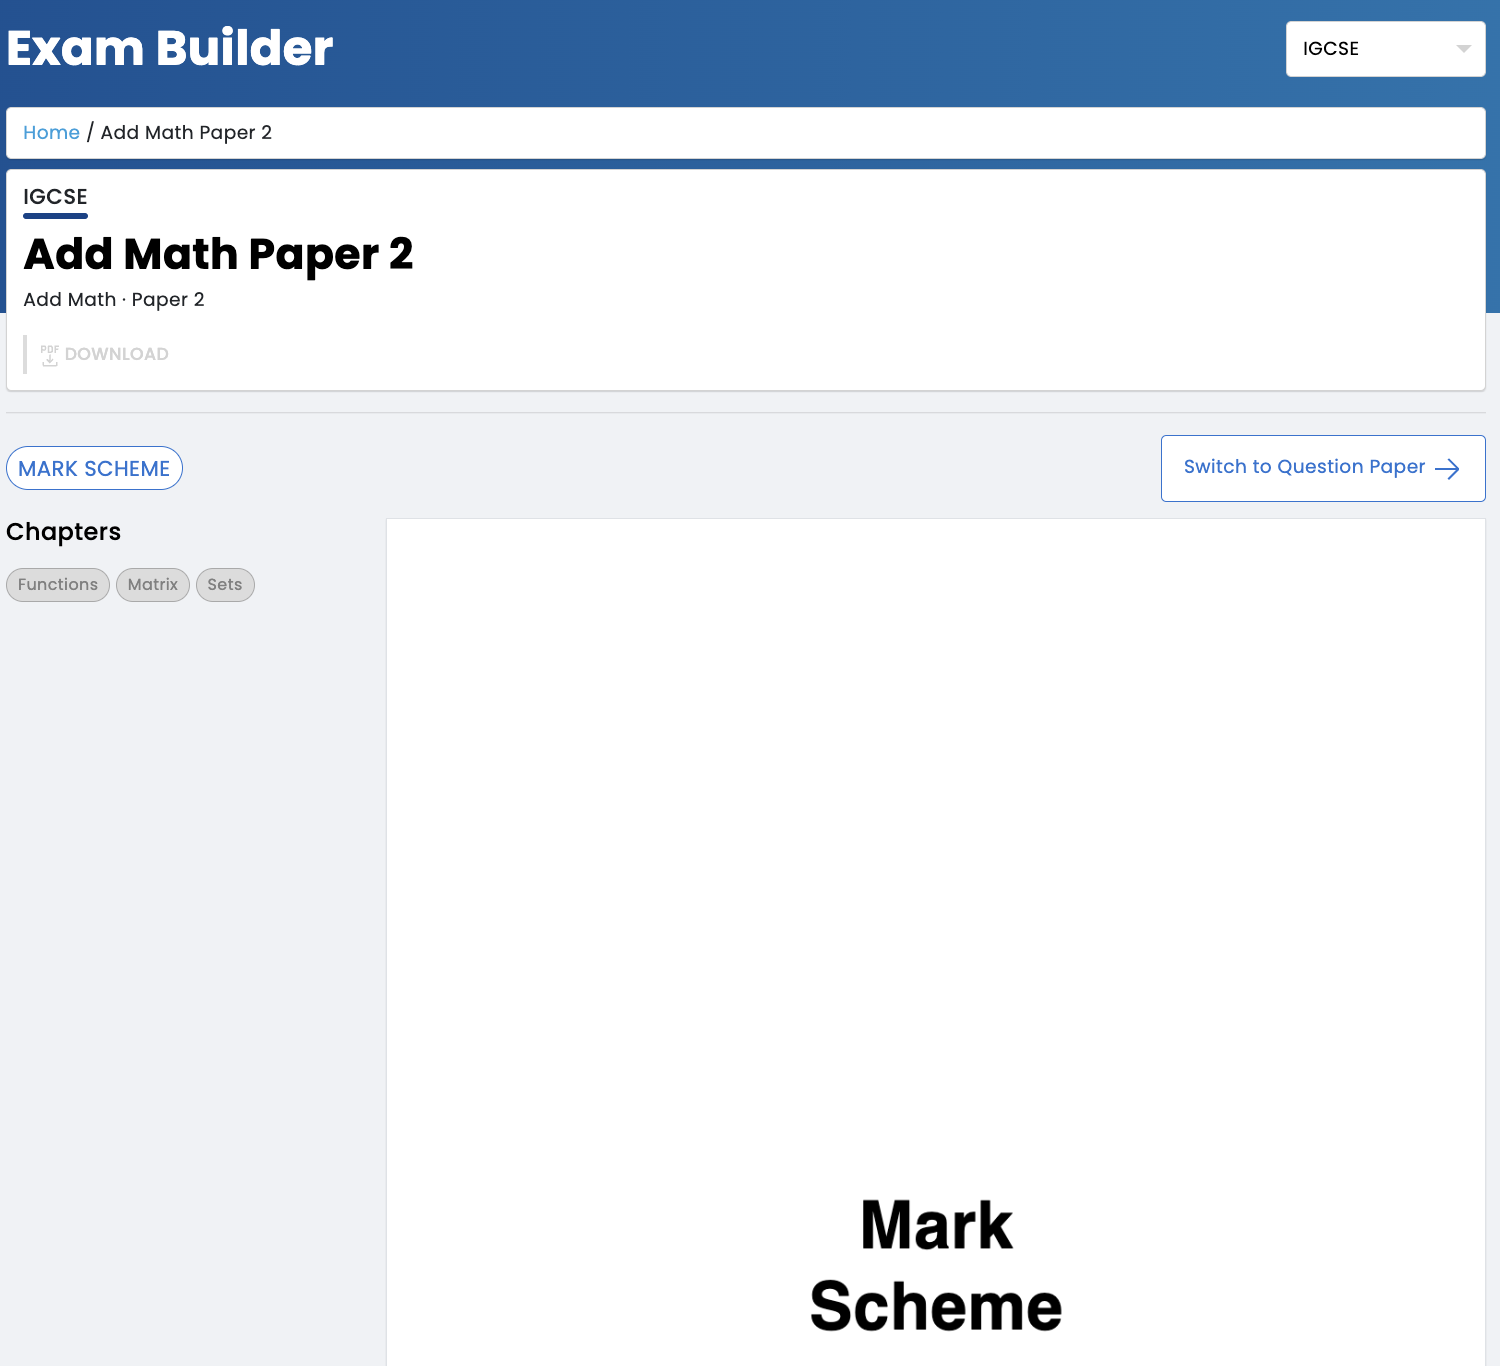 Exam Builder
IGCSE
Home / Add Math Paper 2
IGCSE
Add Math Paper 2
Add Math · Paper 2
PDF DOWNLOAD
MARK SCHEME
Switch to Question Paper →
Chapters
Functions Matrix Sets
Mark
Scheme